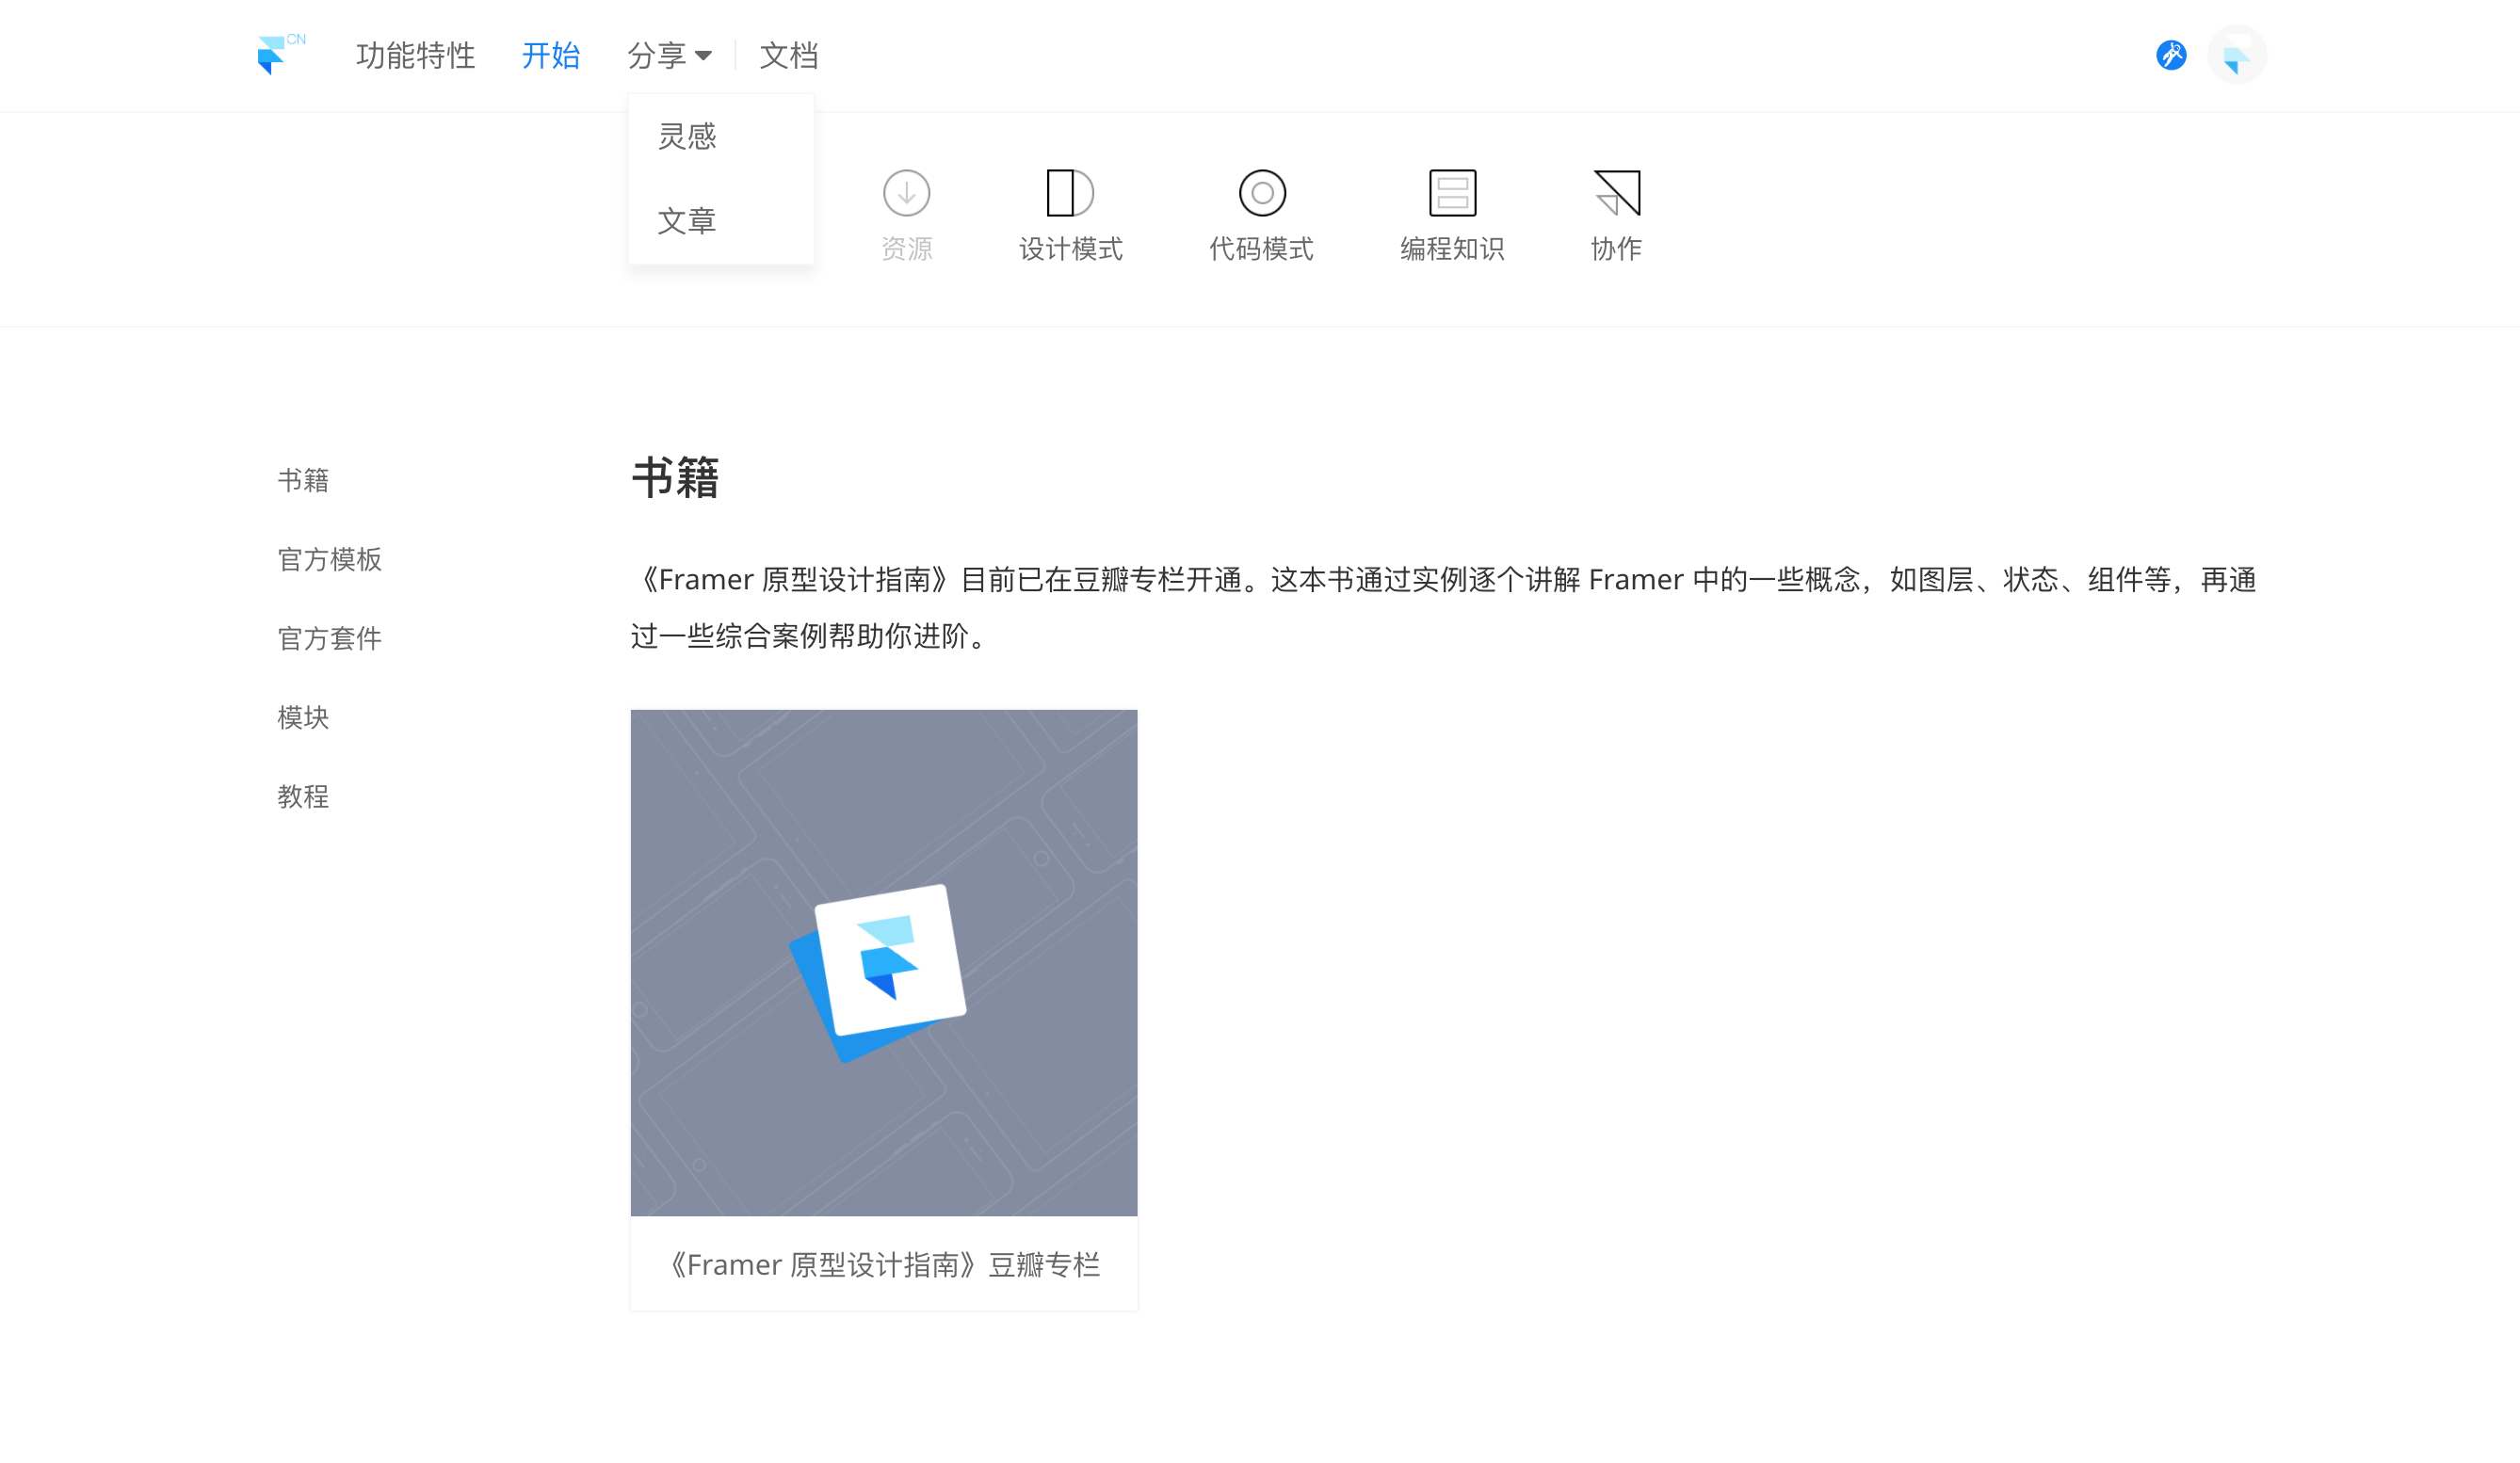 CN
功能特性
开始
分享
文档
灵感
文章
资源
设计模式
代码模式
编程知识
协作
书籍
官方模板
官方套件
模块
教程
书籍
《Framer 原型设计指南》目前已在豆瓣专栏开通。这本书通过实例逐个讲解 Framer 中的一些概念，如图层、状态、组件等，再通
过一些综合案例帮助你进阶。
《Framer 原型设计指南》豆瓣专栏